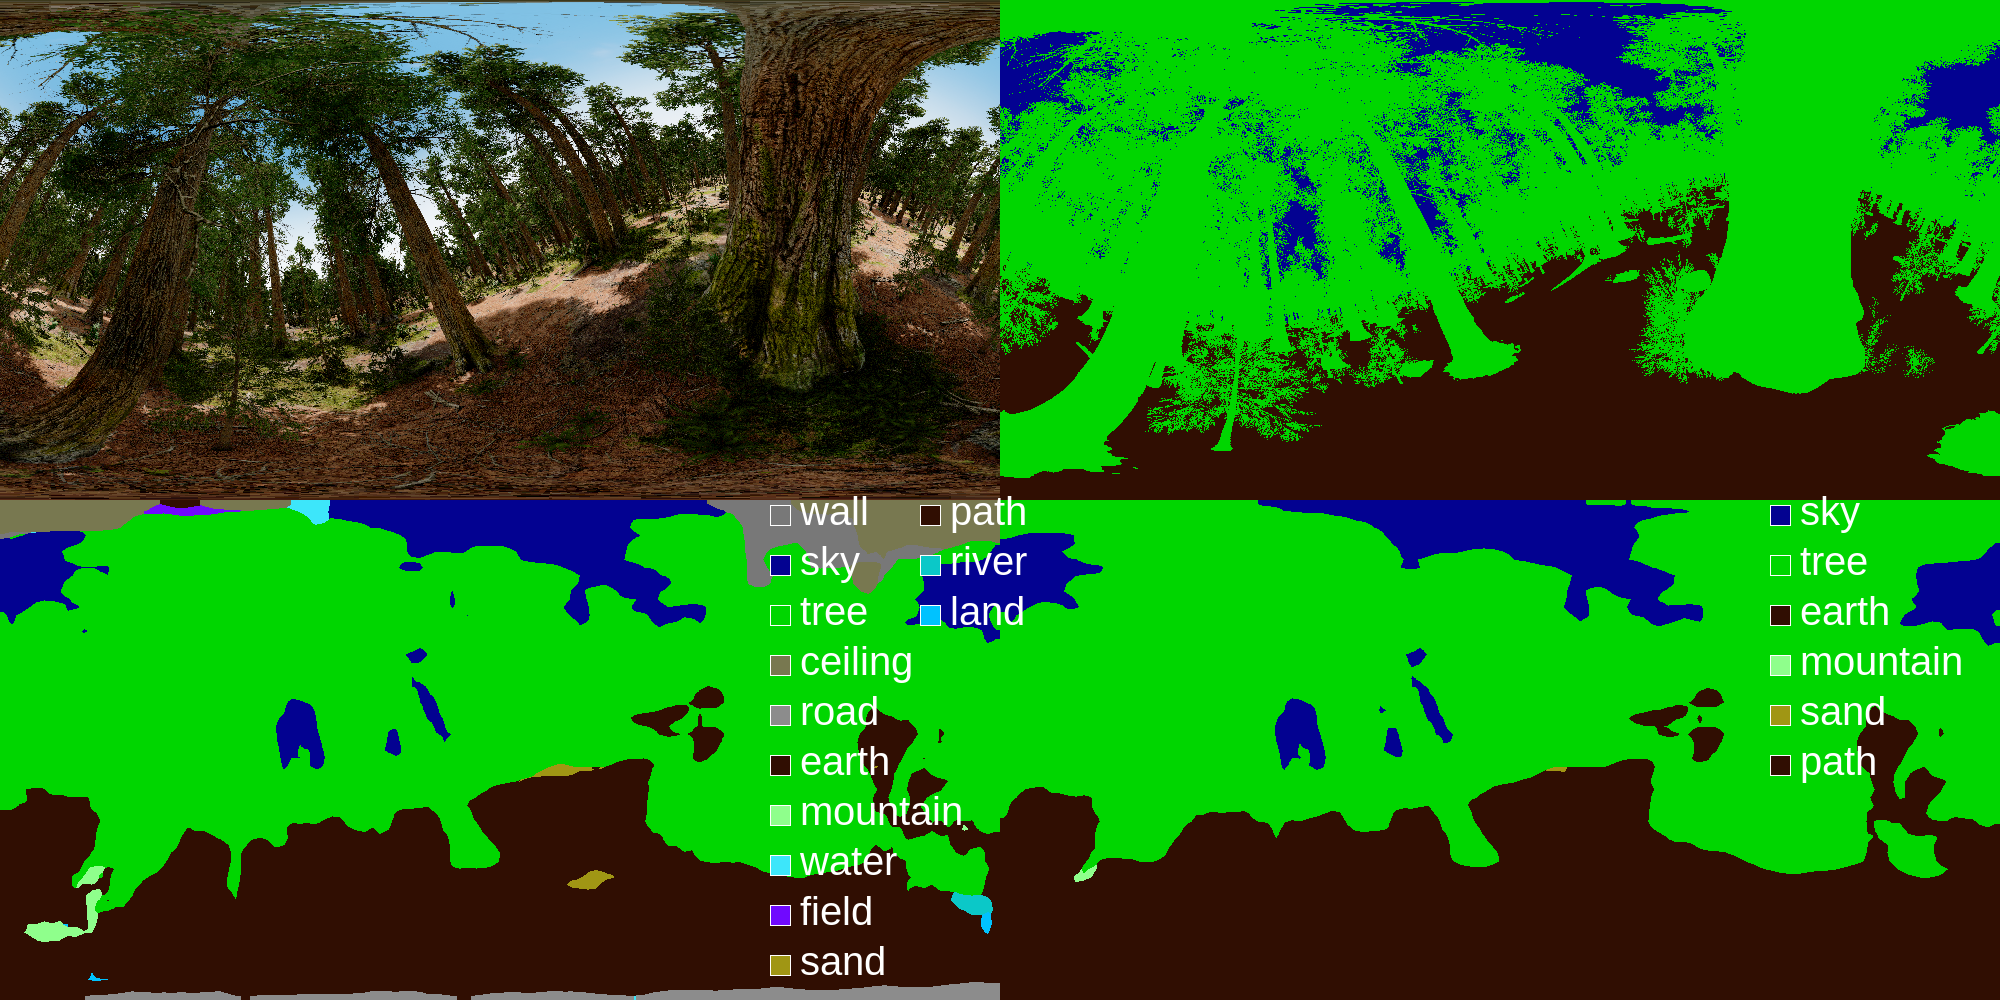 wall
sky
tree
ceiling
road
earth
mountain
water
field
sand
path
river
land
sky
tree
earth
mountain
sand
path